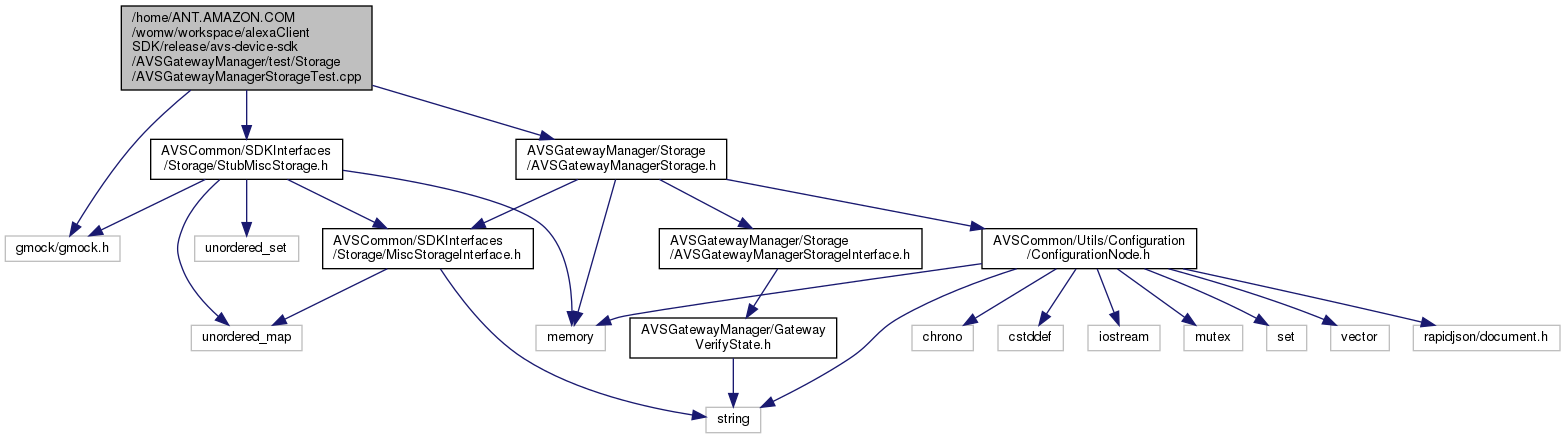 /home/ANT.AMAZON.COM
/womw/workspace/alexaClient
SDK/release/avs-device-sdk
/AVSGatewayManager/test/Storage
/AVSGatewayManagerStorageTest.cpp
AVSCommon/SDKInterfaces
/Storage/StubMiscStorage.h
AVSGatewayManager/Storage
/AVSGatewayManagerStorage.h
gmock/gmock.h
unordered_set
AVSCommon/SDKInterfaces
/Storage/MiscStorageInterface.h
AVSGatewayManager/Storage
/AVSGatewayManagerStorageInterface.h
AVSCommon/Utils/Configuration
/ConfigurationNode.h
unordered_map
memory
AVSGatewayManager/Gateway
VerifyState.h
chrono
cstddef
iostream
mutex
set
vector
rapidjson/document.h
string